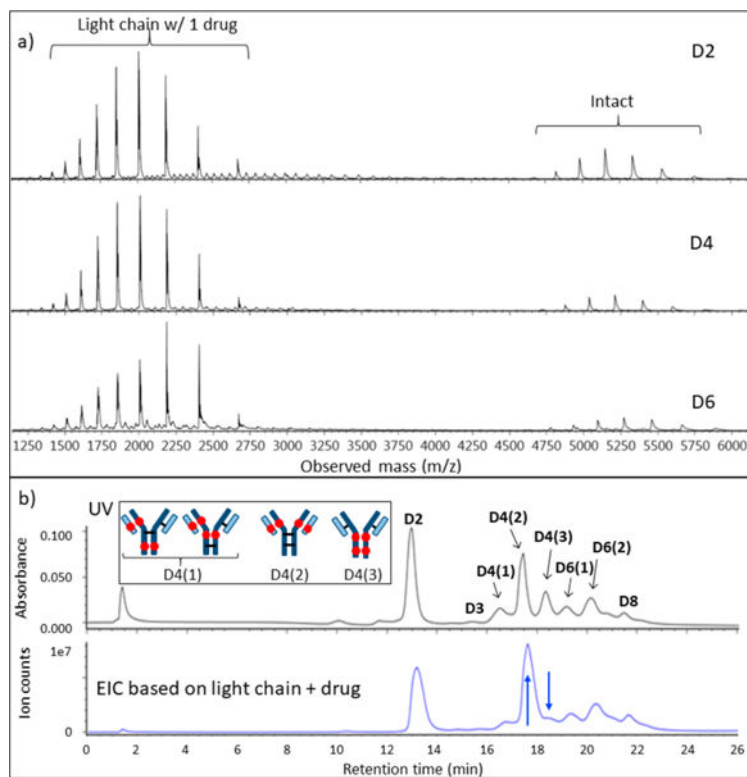 a)
Light chain w/ 1 drug
D2
Intact
D4
D6
1250 1500 1750 2000 2250 2500 2750 3000 3250 3500 3750 4000 4250 4500 4750 5000 5250 5500 5750 6000
Observed mass (m/z)
b)
UV
D4(1) D4(2) D4(3)
D2
D3
D4(1)
D4(2)
D4(3)
D6(1)
D6(2)
D8
Absorbance
0.100
0.050
0.000
Ion counts
1e7
0
EIC based on light chain + drug
0 2 4 6 8 10 12 14 16 18 20 22 24 26
Retention time (min)